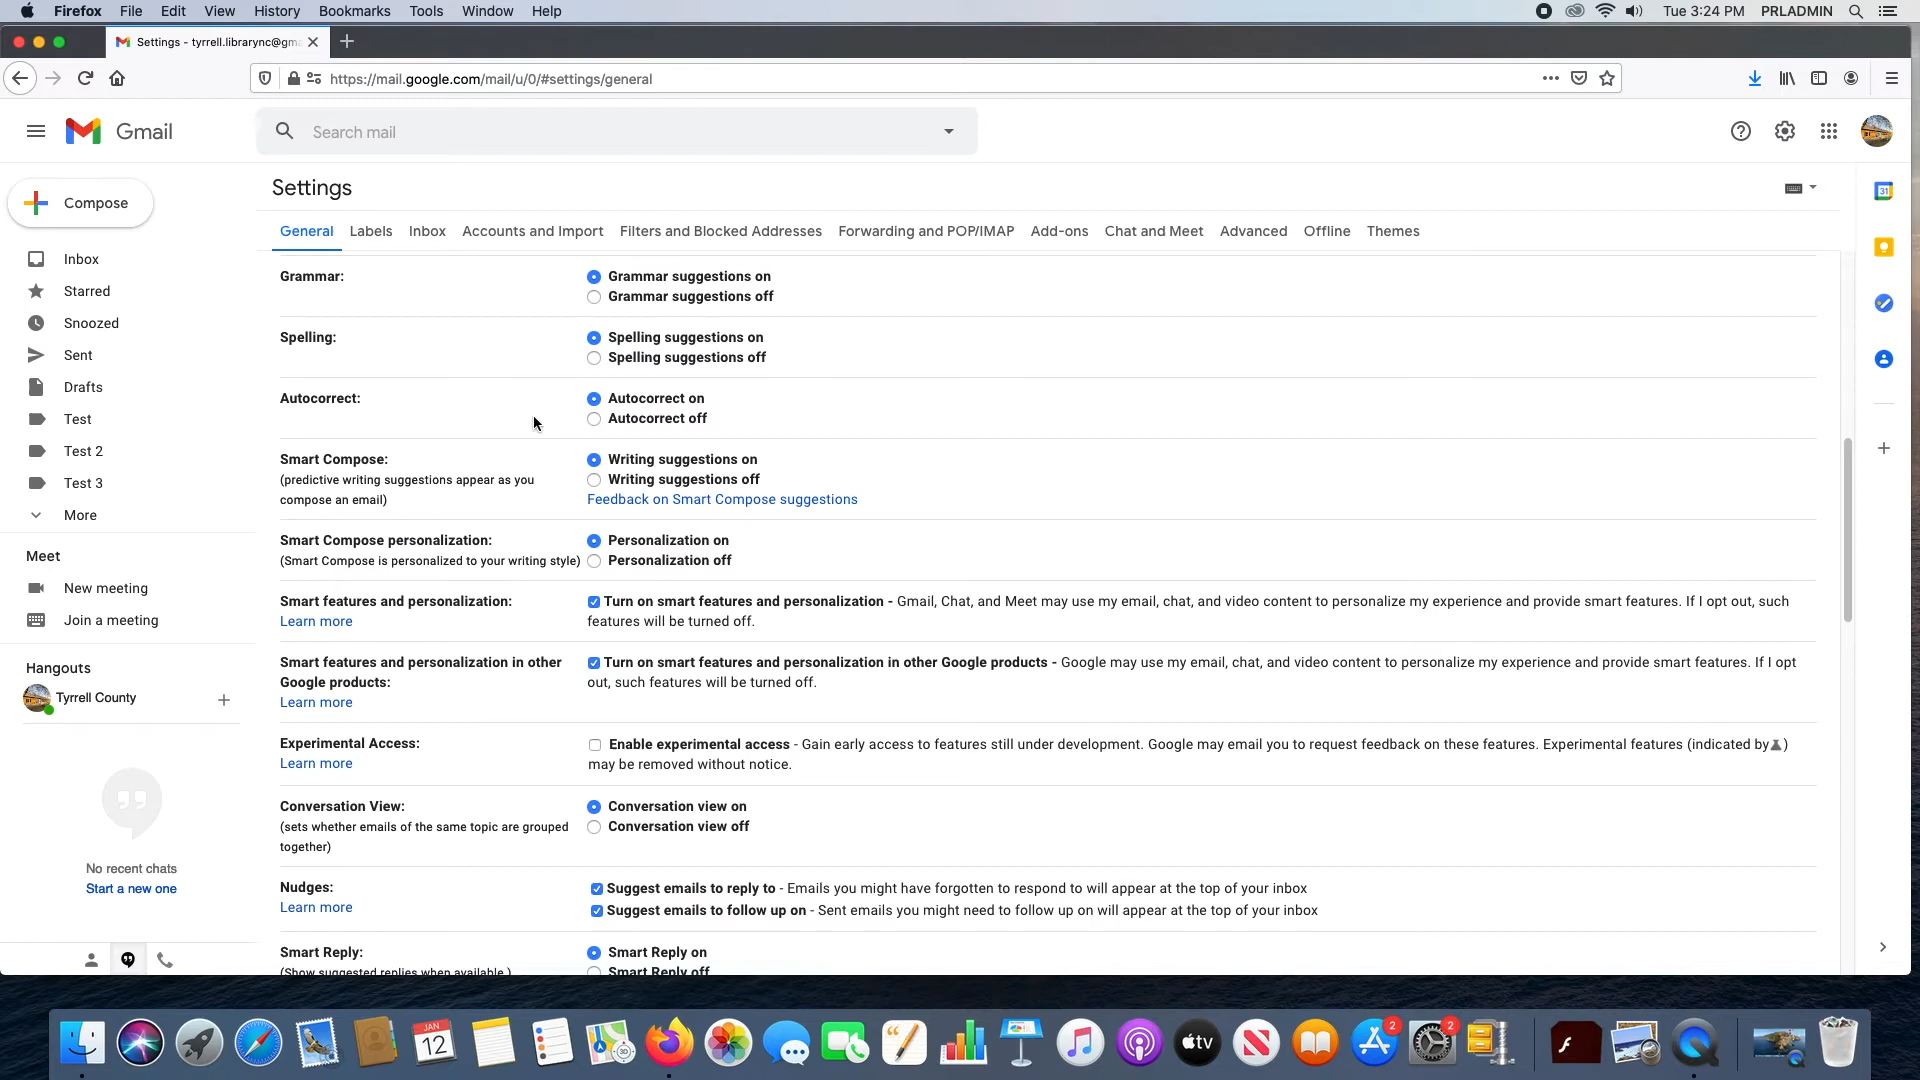 Firefox File Edit View History Bookmarks Tools Window Help
Tue 3:24 PM PRLADMIN
Settings - tyrrell.librarync@gm
https://mail.google.com/mail/u/0/#settings/general
Gmail
Search mail
Compose
Inbox
Starred
Snoozed
Sent
Drafts
Test
Test 2
Test 3
More
Meet
New meeting
Join a meeting
Hangouts
Tyrrell County
No recent chats
Start a new one
Settings
General Labels Inbox Accounts and Import Filters and Blocked Addresses Forwarding and POP/IMAP Add-ons Chat and Meet Advanced Offline Themes
Grammar:
Grammar suggestions on
Grammar suggestions off
Spelling:
Spelling suggestions on
Spelling suggestions off
Autocorrect:
Autocorrect on
Autocorrect off
Smart Compose:
(predictive writing suggestions appear as you
compose an email)
Writing suggestions on
Writing suggestions off
Feedback on Smart Compose suggestions
Smart Compose personalization:
(Smart Compose is personalized to your writing style)
Personalization on
Personalization off
Smart features and personalization:
Learn more
Turn on smart features and personalization - Gmail, Chat, and Meet may use my email, chat, and video content to personalize my experience and provide smart features. If I opt out, such
features will be turned off.
Smart features and personalization in other
Google products:
Learn more
Turn on smart features and personalization in other Google products - Google may use my email, chat, and video content to personalize my experience and provide smart features. If I opt
out, such features will be turned off.
Experimental Access:
Learn more
Enable experimental access - Gain early access to features still under development. Google may email you to request feedback on these features. Experimental features (indicated by )
may be removed without notice.
Conversation View:
(sets whether emails of the same topic are grouped
together)
Conversation view on
Conversation view off
Nudges:
Learn more
Suggest emails to reply to - Emails you might have forgotten to respond to will appear at the top of your inbox
Suggest emails to follow up on - Sent emails you might need to follow up on will appear at the top of your inbox
Smart Reply:
(Show suggested replies when available.)
Smart Reply on
Smart Reply off
31
JAN
12
3D
tv
2
2